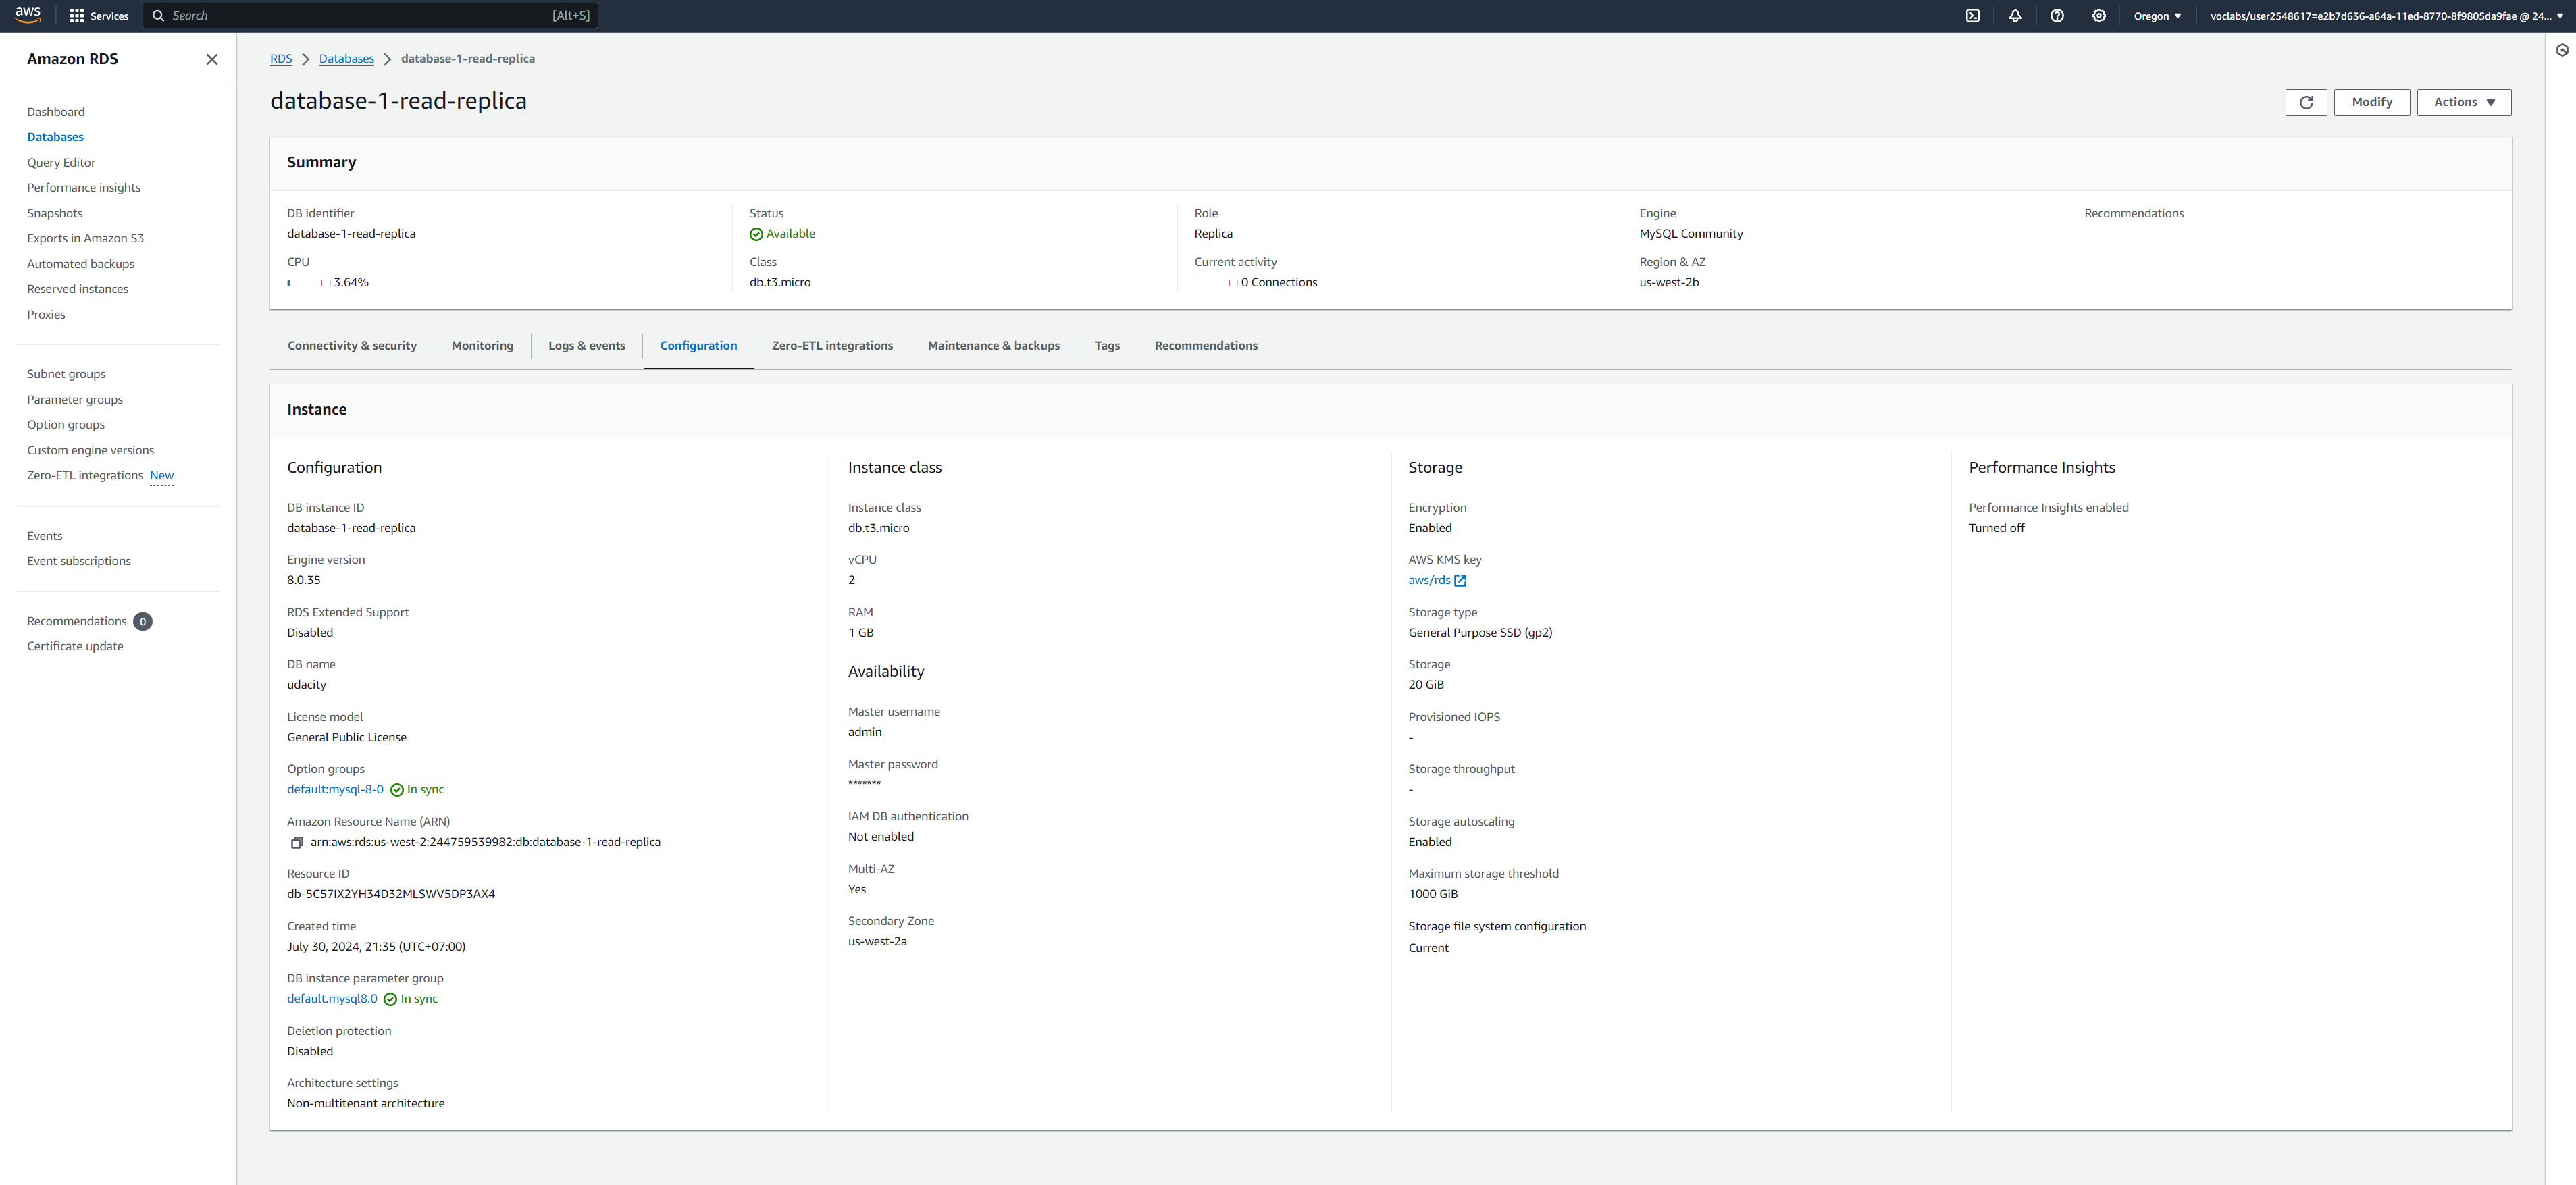 aws
Services
Search
[Alt+S]
Oregon ▼
voclabs/user2548617=e2b7d636-a64a-11ed-8770-8f9805da9fae @ 24... ▼
Amazon RDS
Dashboard
Databases
Query Editor
Performance insights
Snapshots
Exports in Amazon S3
Automated backups
Reserved instances
Proxies
Subnet groups
Parameter groups
Option groups
Custom engine versions
Zero-ETL integrations New
Events
Event subscriptions
Recommendations 0
Certificate update
RDS > Databases > database-1-read-replica
database-1-read-replica
Modify
Actions ▼
Summary
DB identifier
database-1-read-replica
CPU
3.64%
Status
Available
Class
db.t3.micro
Role
Replica
Current activity
0 Connections
Engine
MySQL Community
Region & AZ
us-west-2b
Recommendations
Connectivity & security
Monitoring
Logs & events
Configuration
Zero-ETL integrations
Maintenance & backups
Tags
Recommendations
Instance
Configuration
DB instance ID
database-1-read-replica
Engine version
8.0.35
RDS Extended Support
Disabled
DB name
udacity
License model
General Public License
Option groups
default:mysql-8-0 In sync
Amazon Resource Name (ARN)
arn:aws:rds:us-west-2:244759539982:db:database-1-read-replica
Resource ID
db-5C57IX2YH34D32MLSWV5DP3AX4
Created time
July 30, 2024, 21:35 (UTC+07:00)
DB instance parameter group
default.mysql8.0 In sync
Deletion protection
Disabled
Architecture settings
Non-multitenant architecture
Instance class
Instance class
db.t3.micro
vCPU
2
RAM
1 GB
Availability
Master username
admin
Master password
*******
IAM DB authentication
Not enabled
Multi-AZ
Yes
Secondary Zone
us-west-2a
Storage
Encryption
Enabled
AWS KMS key
aws/rds
Storage type
General Purpose SSD (gp2)
Storage
20 GiB
Provisioned IOPS
-
Storage throughput
-
Storage autoscaling
Enabled
Maximum storage threshold
1000 GiB
Storage file system configuration
Current
Performance Insights
Performance Insights enabled
Turned off